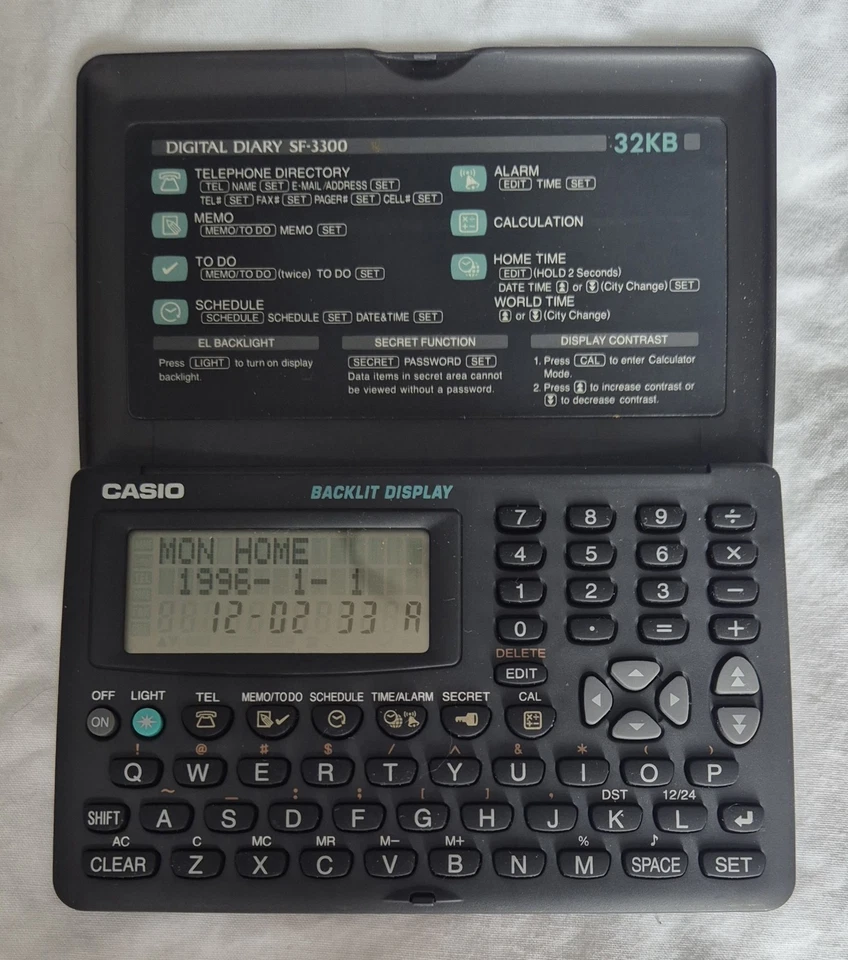 DIGITAL DIARY SF-3300 32KB
TELEPHONE DIRECTORY
TEL NAME SET E-MAIL/ADDRESS SET
TEL# SET FAX# SET PAGER# SET CELL# SET
MEMO
MEMO/TO DO MEMO SET
TO DO
MEMO/TO DO (twice) TO DO SET
SCHEDULE
SCHEDULE SCHEDULE SET DATE&TIME SET
ALARM
EDIT TIME SET
CALCULATION
HOME TIME
EDIT (HOLD 2 Seconds)
DATE TIME or (City Change) SET
WORLD TIME
or (City Change)
EL BACKLIGHT
Press LIGHT to turn on display
backlight.
SECRET FUNCTION
SECRET PASSWORD SET
Data items in secret area cannot
be viewed without a password.
DISPLAY CONTRAST
1. Press CAL to enter Calculator
Mode.
2. Press to increase contrast or
to decrease contrast.
CASIO BACKLIT DISPLAY
MON HOME
1996- 1- 1
12-02 33 A
7 8 9 ÷
4 5 6 ×
1 2 3 −
0 . = +
DELETE
EDIT
OFF LIGHT TEL MEMO/TO DO SCHEDULE TIME/ALARM SECRET CAL
ON
! @ # $ / ^ & * ( )
Q W E R T Y U I O P
~ _ : ; [ ] , DST 12/24
SHIFT A S D F G H J K L ↵
AC C MC MR M− M+ % ♪
CLEAR Z X C V B N M SPACE SET